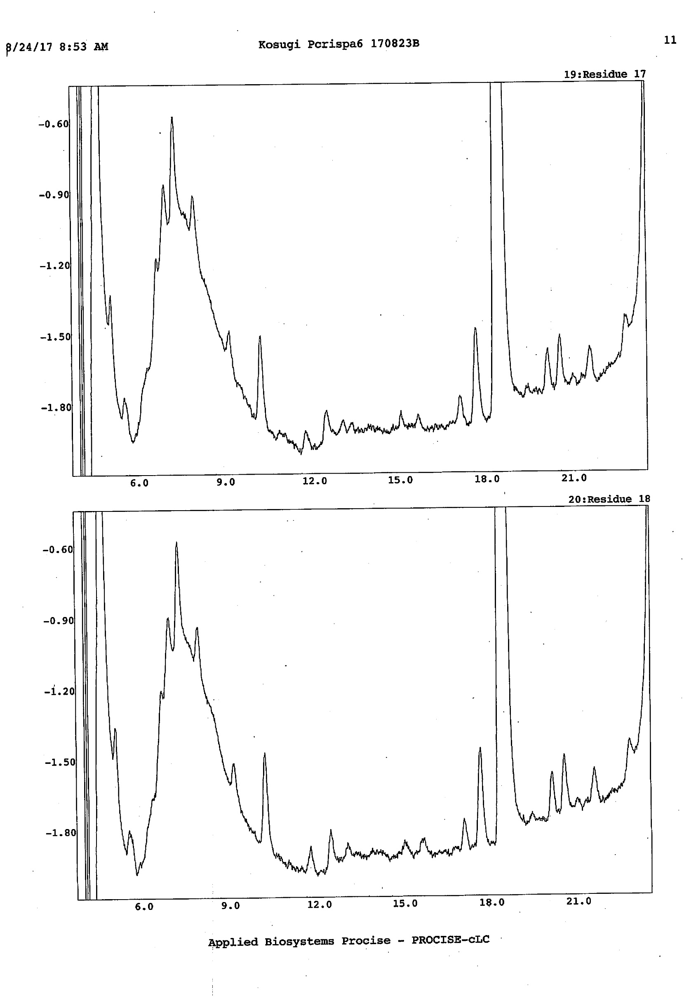 8/24/17 8:53 AM
Kosugi Pcrispa6 170823B
11
19:Residue 17
-0.60
-0.90
-1.20
-1.50
-1.80
6.0 9.0 12.0 15.0 18.0 21.0
20:Residue 18
-0.60
-0.90
-1.20
-1.50
-1.80
6.0 9.0 12.0 15.0 18.0 21.0
Applied Biosystems Procise - PROCISE-cLC